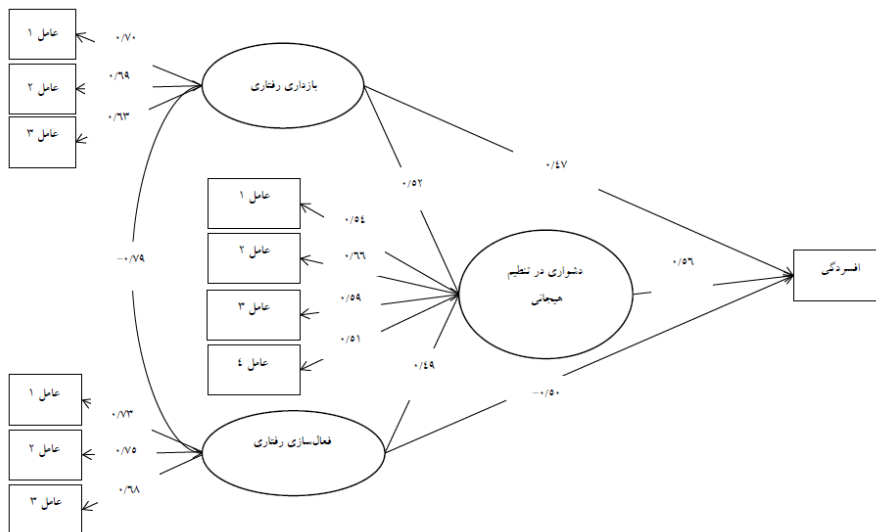 عامل ۱
۰/۷۰
عامل ۲
۰/۶۹
عامل ۳
۰/۶۳
بازداری رفتاری
۰/۴۷
۰/۵۲
عامل ۱
۰/۵٤
عامل ۲
۰/۶۶
عامل ۳
۰/۵۹
عامل ٤
۰/۵۱
-۰/۷۹
دشواری در تنظیم
هیجانی
۰/۵۶
افسردگی
۰/٤۹
-۰/۵۰
عامل ۱
۰/۷۳
عامل ۲
۰/۷۵
عامل ۳
۰/۶۸
فعال‌سازی رفتاری